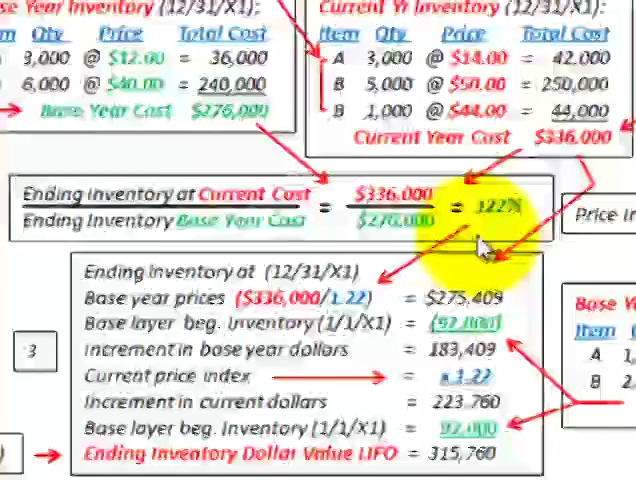 se Year Inventory (12/31/X1):
m Qty Price Total Cost
3,000 @ $12.00 = 36,000
6,000 @ $40.00 = 240,000
Base Year Cost $276,000
Current Yr Inventory (12/31/X1):
Item Qty Price Total Cost
A 3,000 @ $14.00 = 42,000
B 5,000 @ $50.00 = 250,000
B 1,000 @ $44.00 = 44,000
Current Year Cost $336,000
Ending Inventory at Current Cost = $336,000 = 122%
Ending Inventory Base Year Cost $276,000
Price In
Ending Inventory at (12/31/X1)
Base year prices ($336,000/1.22) = $275,409
Base layer beg. Inventory (1/1/X1) = (92,000)
Increment in base year dollars = 183,409
Current price index = x 1.22
Increment in current dollars = 223,760
Base layer beg. Inventory (1/1/X1) = 92,000
Ending Inventory Dollar Value LIFO = 315,760
3
)
Base Ye
Item
A 1,
B 2,